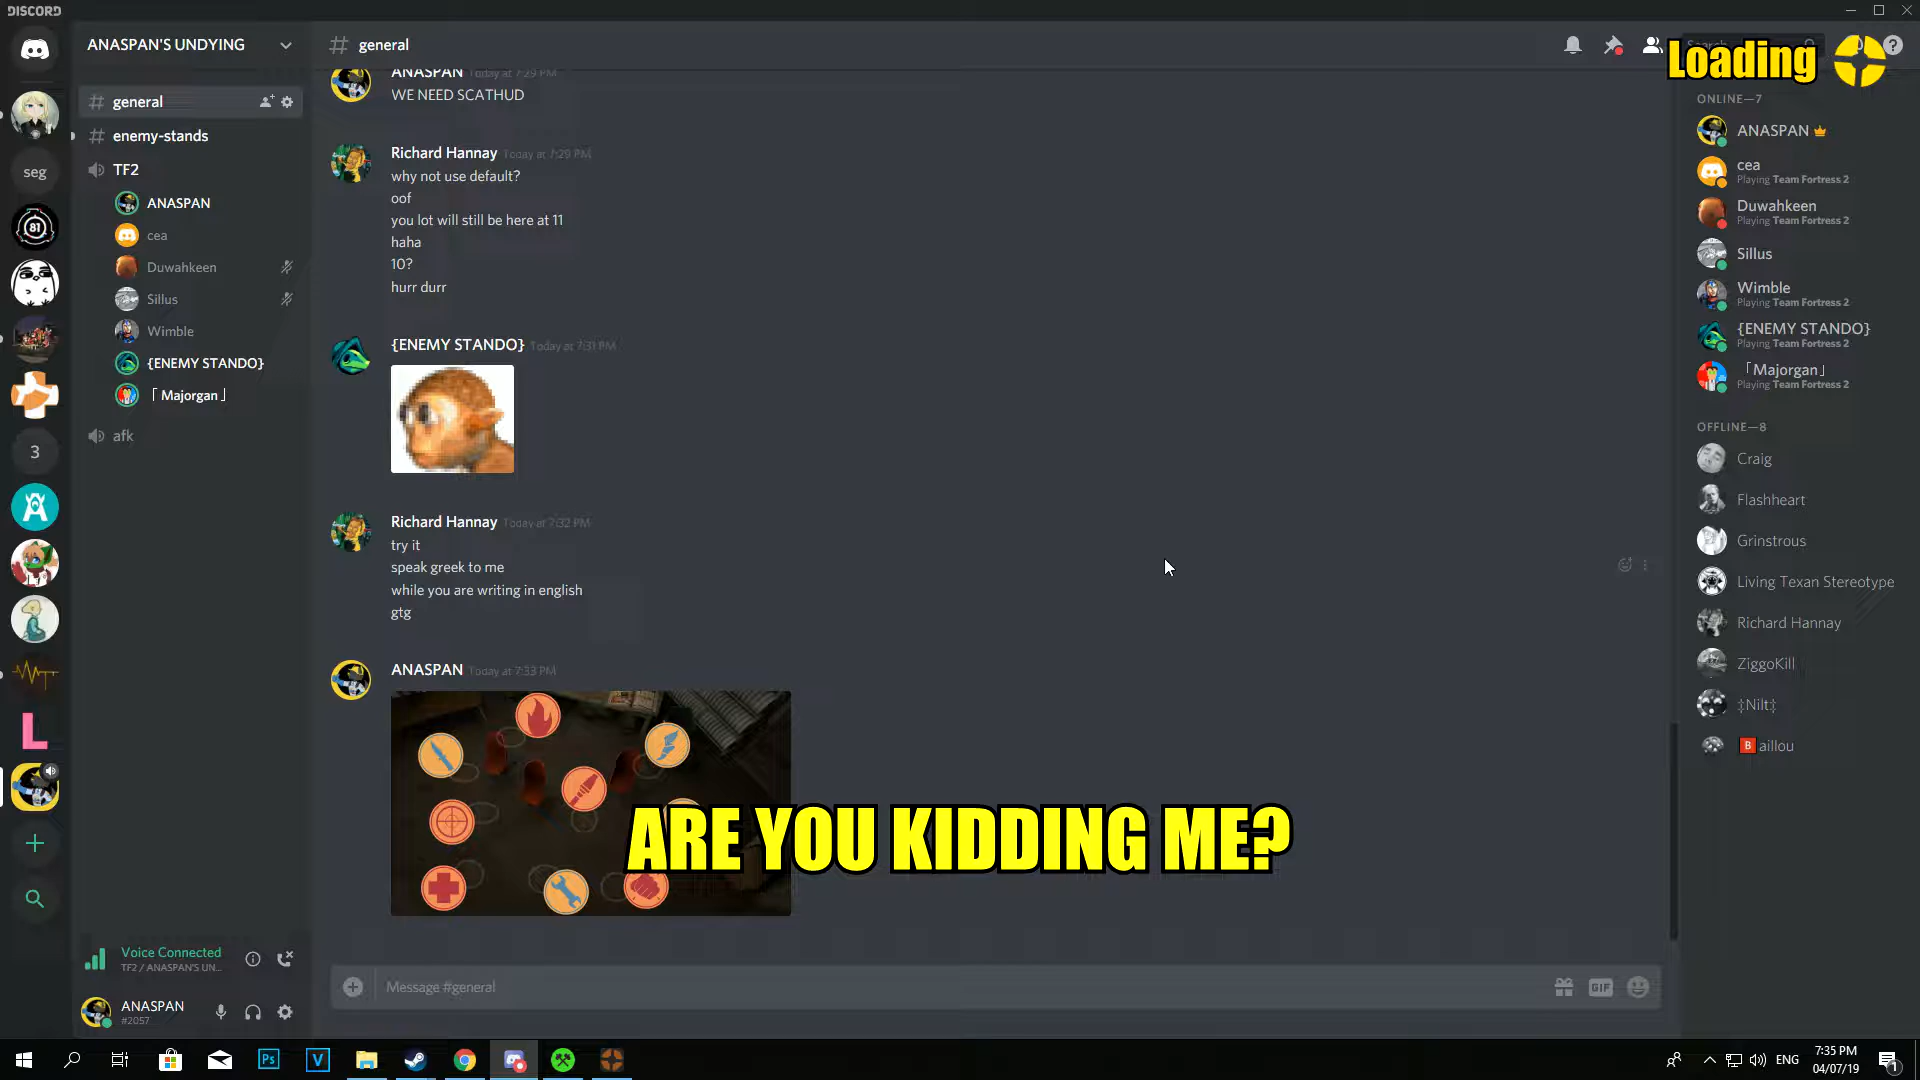 DISCORD
ANASPAN'S UNDYING
general
Loading
general
enemy-stands
TF2
ANASPAN
cea
Duwahkeen
Sillus
Wimble
{ENEMY STANDO}
「Majorgan」
afk
seg
81
3
L
ANASPAN Today at 7:29 PM
WE NEED SCATHUD
Richard Hannay Today at 7:29 PM
why not use default?
oof
you lot will still be here at 11
haha
10?
hurr durr
{ENEMY STANDO} Today at 7:31 PM
Richard Hannay Today at 7:32 PM
try it
speak greek to me
while you are writing in english
gtg
ANASPAN Today at 7:33 PM
ARE YOU KIDDING ME?
Message #general
GIF
ONLINE—7
ANASPAN
cea
Playing Team Fortress 2
Duwahkeen
Playing Team Fortress 2
Sillus
Wimble
Playing Team Fortress 2
{ENEMY STANDO}
Playing Team Fortress 2
「Majorgan」
Playing Team Fortress 2
OFFLINE—8
Craig
Flashheart
Grinstrous
Living Texan Stereotype
Richard Hannay
ZiggoKill
‡Nilt‡
B aillou
Voice Connected
TF2 / ANASPAN'S UN...
ANASPAN
#2057
Ps
V
ENG
7:35 PM
04/07/19
1